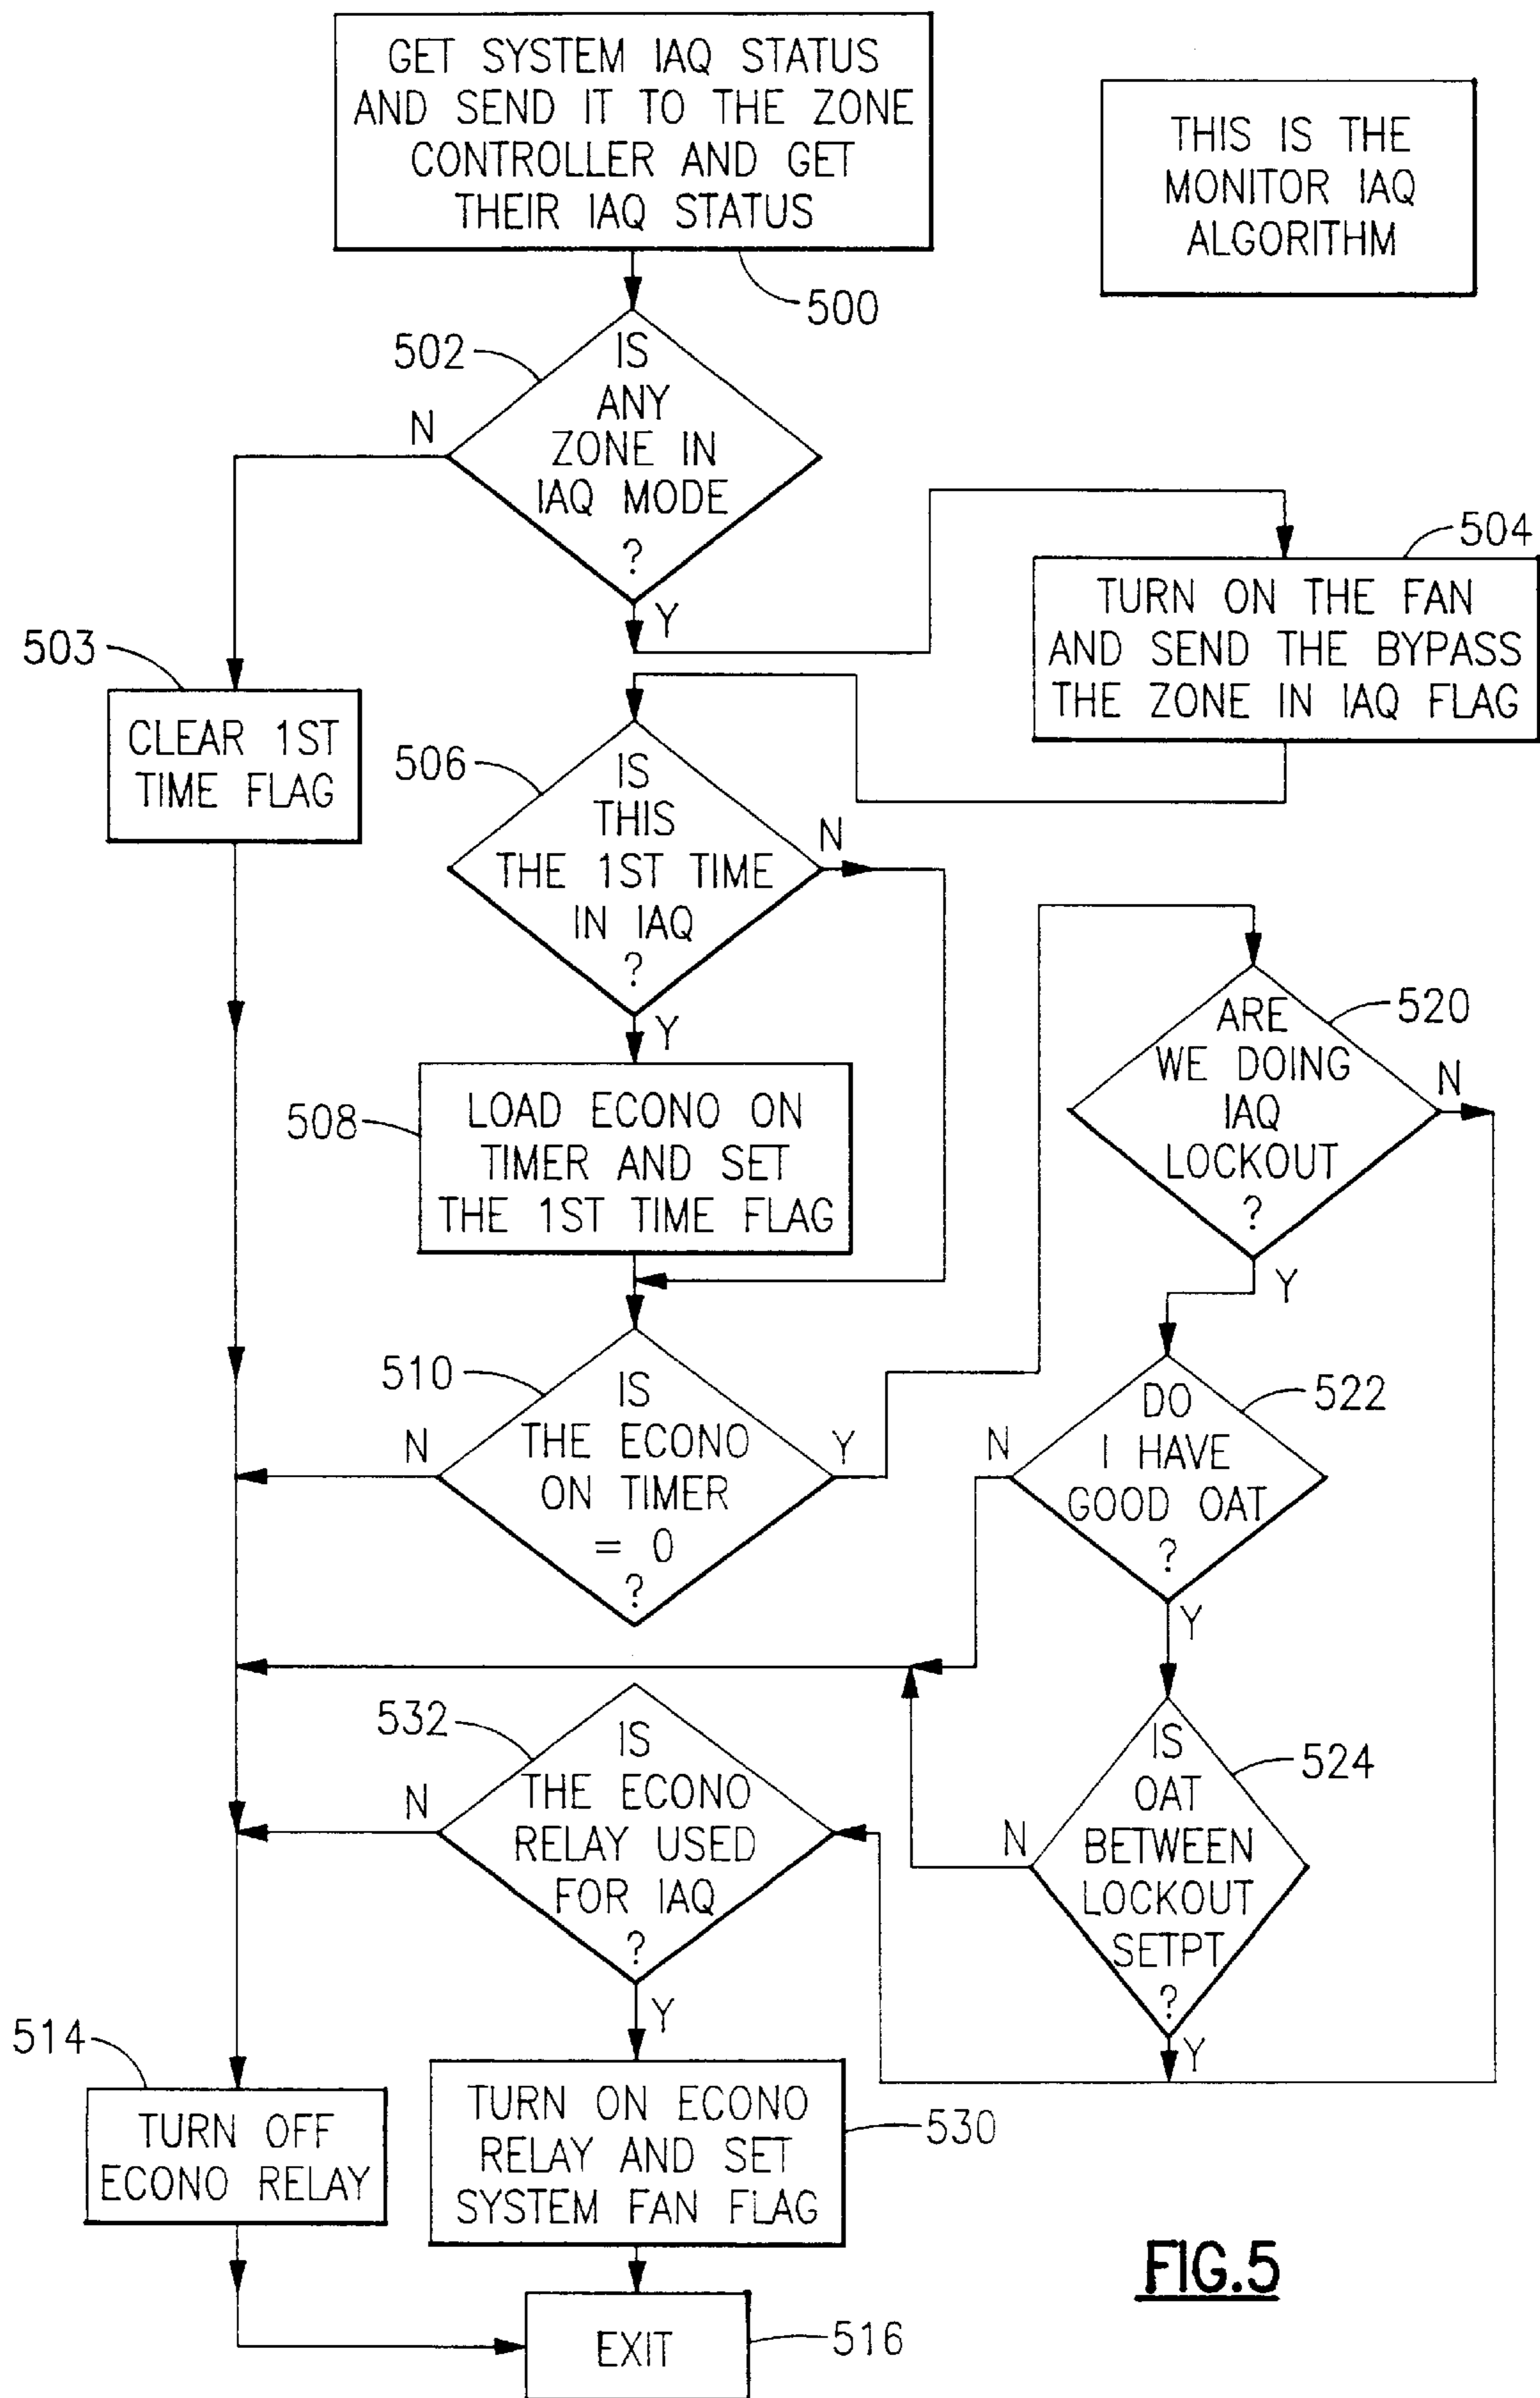 GET SYSTEM IAQ STATUS
AND SEND IT TO THE ZONE
CONTROLLER AND GET
THEIR IAQ STATUS
500
THIS IS THE
MONITOR IAQ
ALGORITHM
502
IS
ANY
ZONE IN
IAQ MODE
?
N
Y
504
TURN ON THE FAN
AND SEND THE BYPASS
THE ZONE IN IAQ FLAG
503
CLEAR 1ST
TIME FLAG
506
IS
THIS
THE 1ST TIME
IN IAQ
?
N
Y
508
LOAD ECONO ON
TIMER AND SET
THE 1ST TIME FLAG
520
ARE
WE DOING
IAQ
LOCKOUT
?
N
Y
510
IS
THE ECONO
ON TIMER
= 0
?
N
Y
522
DO
I HAVE
GOOD OAT
?
N
Y
532
IS
THE ECONO
RELAY USED
FOR IAQ
?
N
Y
524
IS
OAT
BETWEEN
LOCKOUT
SETPT
?
N
Y
514
TURN OFF
ECONO RELAY
TURN ON ECONO
RELAY AND SET
SYSTEM FAN FLAG
530
EXIT
516
FIG.5